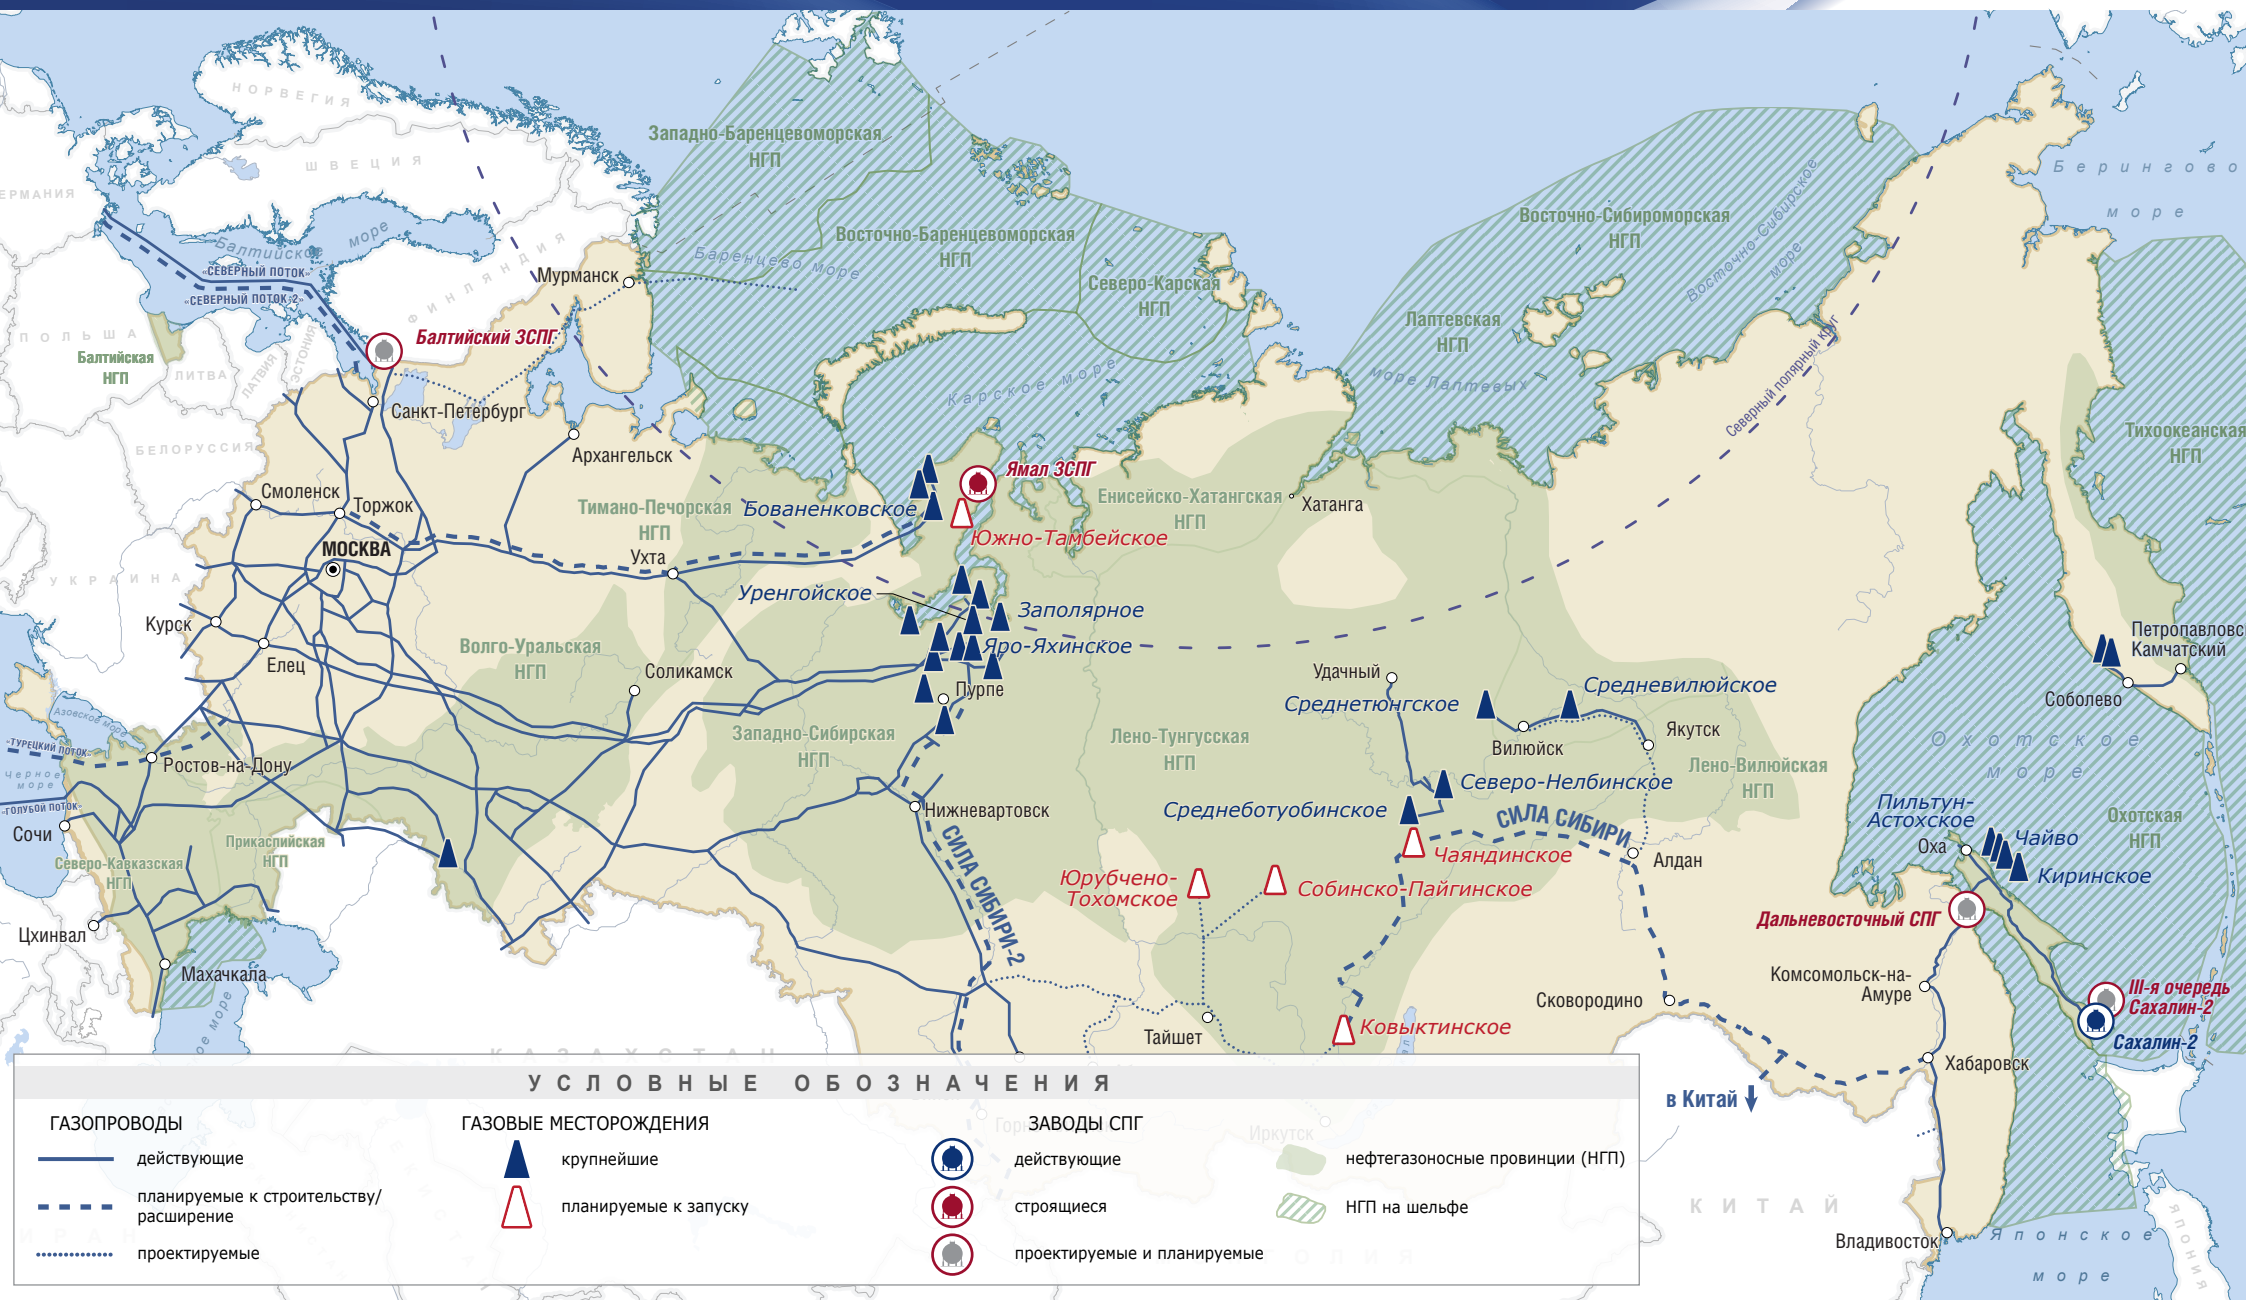 НОРВЕГИЯ
ШВЕЦИЯ
ФИНЛЯНДИЯ
ПОЛЬША
ЛИТВА
ЛАТВИЯ
ЭСТОНИЯ
БЕЛОРУССИЯ
УКРАИНА
КАЗАХСТАН
КИТАЙ
ЯПОНИЯ
ИРАН
Балтийское море
Баренцево море
Карское море
море Лаптевых
Восточно-Сибирское
море
Берингово
море
Охотское
море
Японское
море
Азовское море
Черное
море
Северный полярный круг
Западно-Баренцевоморская
НГП
Восточно-Баренцевоморская
НГП
Северо-Карская
НГП
Лаптевская
НГП
Восточно-Сибироморская
НГП
Тихоокеанская
НГП
Балтийская
НГП
Тимано-Печорская
НГП
Енисейско-Хатангская
НГП
Волго-Уральская
НГП
Западно-Сибирская
НГП
Лено-Тунгусская
НГП
Лено-Вилюйская
НГП
Охотская
НГП
Прикаспийская
НГП
Северо-Кавказская
НГП
«СЕВЕРНЫЙ ПОТОК»
«СЕВЕРНЫЙ ПОТОК-2»
«ТУРЕЦКИЙ ПОТОК»
«ГОЛУБОЙ ПОТОК»
СИЛА СИБИРИ
СИЛА СИБИРИ-2
в Китай
Балтийский ЗСПГ
Ямал ЗСПГ
Дальневосточный СПГ
III-я очередь
Сахалин-2
Сахалин-2
Мурманск
Санкт-Петербург
Архангельск
Смоленск
Торжок
МОСКВА
Ухта
Курск
Елец
Соликамск
Ростов-на-Дону
Сочи
Цхинвал
Махачкала
Пурпе
Нижневартовск
Хатанга
Удачный
Вилюйск
Якутск
Алдан
Сковородино
Тайшет
Иркутск
Комсомольск-на-
Амуре
Хабаровск
Владивосток
Оха
Соболево
Петропавловс
Камчатский
Бованенковское
Южно-Тамбейское
Уренгойское
Заполярное
Яро-Яхинское
Среднетюнгское
Средневилюйское
Северо-Нелбинское
Среднеботуобинское
Чаяндинское
Юрубчено-
Тохомское
Собинско-Пайгинское
Ковыктинское
Пильтун-
Астохское
Чайво
Киринское
УСЛОВНЫЕ ОБОЗНАЧЕНИЯ
ГАЗОПРОВОДЫ
действующие
планируемые к строительству/
расширение
проектируемые
ГАЗОВЫЕ МЕСТОРОЖДЕНИЯ
крупнейшие
планируемые к запуску
ЗАВОДЫ СПГ
действующие
строящиеся
проектируемые и планируемые
нефтегазоносные провинции (НГП)
НГП на шельфе